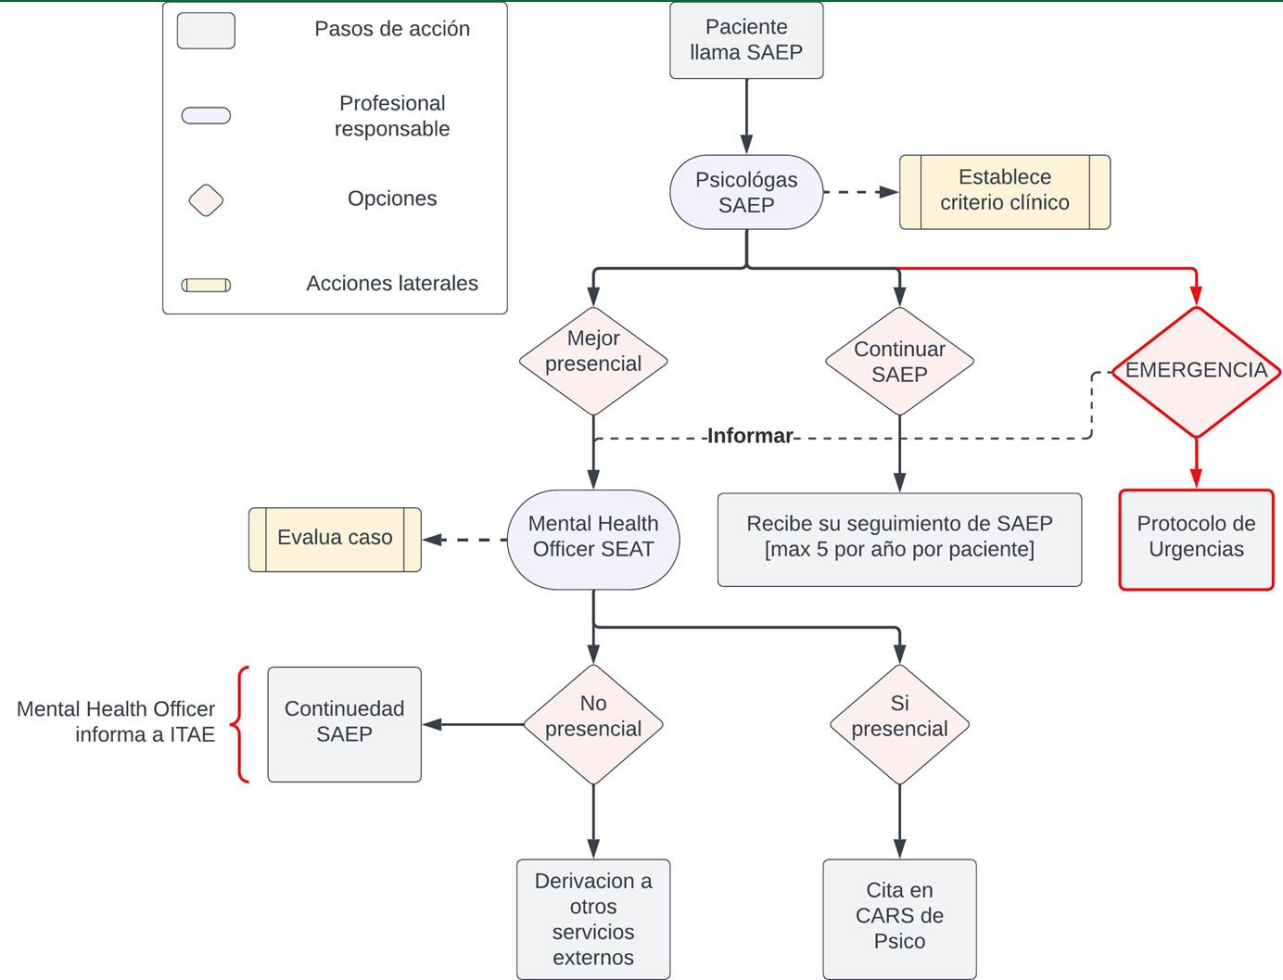 Pasos de acción
Profesional
responsable
Opciones
Acciones laterales
Paciente
llama SAEP
Psicológas
SAEP
Establece
criterio clínico
Mejor
presencial
Continuar
SAEP
EMERGENCIA
Informar
Evalua caso
Mental Health
Officer SEAT
Recibe su seguimiento de SAEP
[max 5 por año por paciente]
Protocolo de
Urgencias
Mental Health Officer
informa a ITAE
Continuedad
SAEP
No
presencial
Si
presencial
Derivacion a
otros
servicios
externos
Cita en
CARS de
Psico